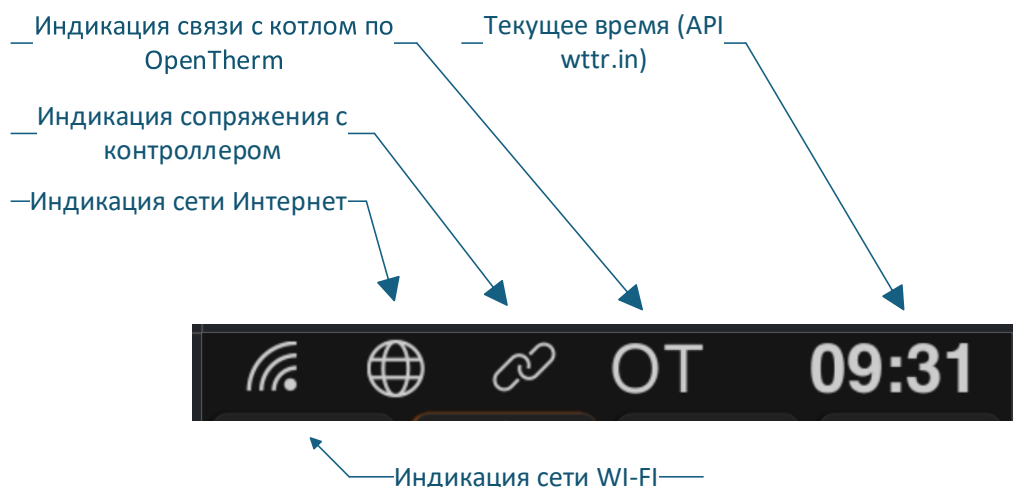 Индикация связи с котлом по
OpenTherm
Текущее время (API
wttr.in)
Индикация сопряжения с
контроллером
Индикация сети Интернет
OT
09:31
Индикация сети WI-FI